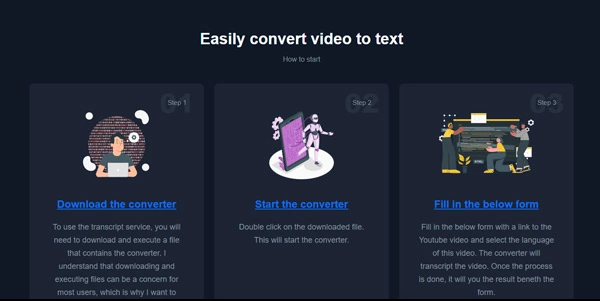 Easily convert video to text
How to start
01
Step 1
02
Step 2
03
Step 3
Download the converter
To use the transcript service, you will
need to download and execute a file
that contains the converter. I
understand that downloading and
executing files can be a concern for
most users, which is why I want to
Start the converter
Double click on the downloaded file.
This will start the converter.
Fill in the below form
Fill in the below form with a link to the
Youtube video and select the language
of this video. The converter will
transcript the video. Once the process
is done, it will you the result beneth the
form.